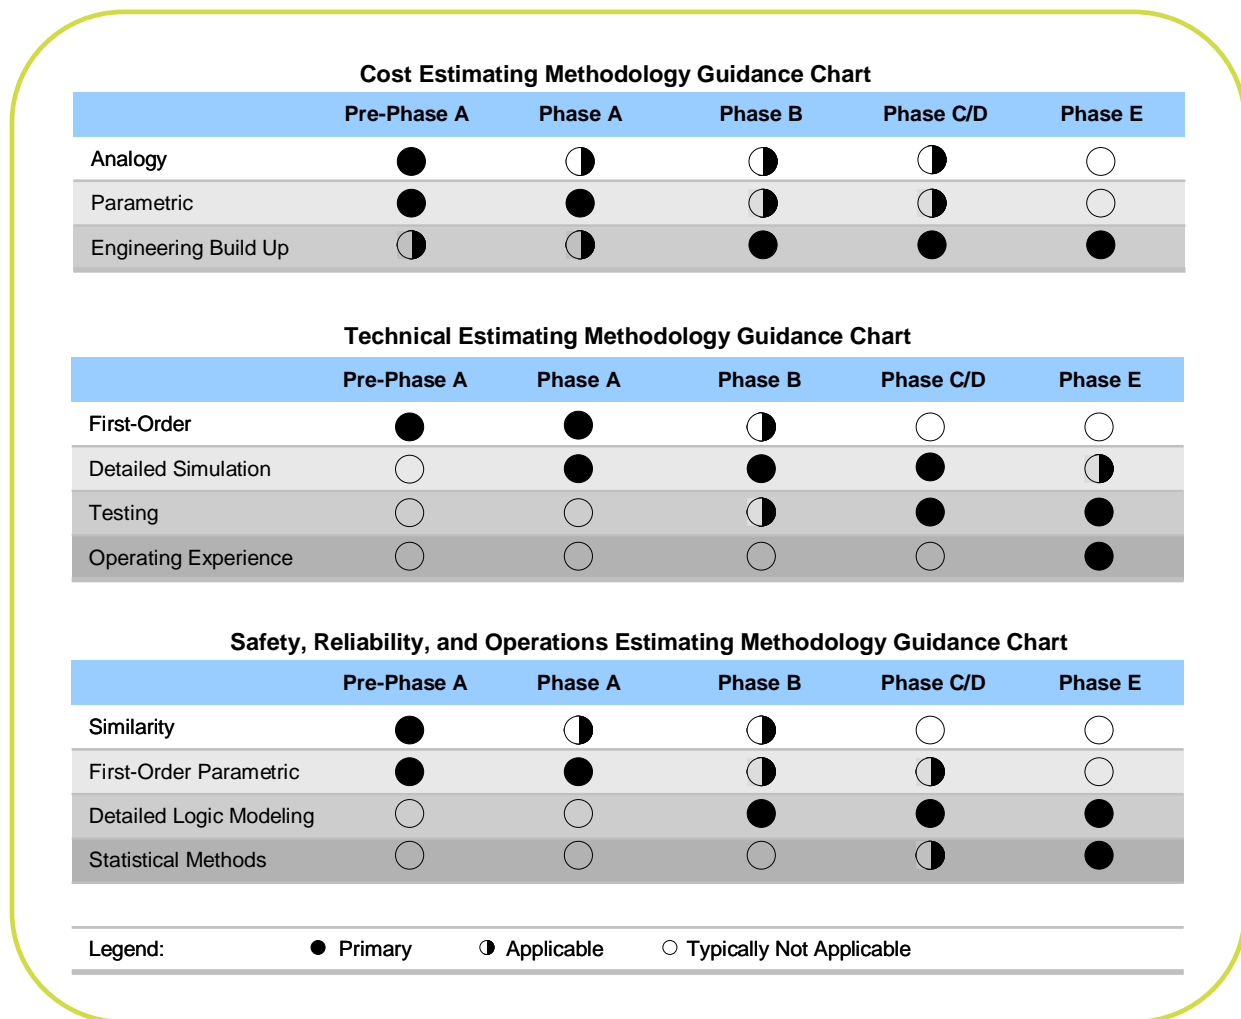 Cost Estimating Methodology Guidance Chart
Pre-Phase A Phase A Phase B Phase C/D Phase E
Analogy
Parametric
Engineering Build Up
Technical Estimating Methodology Guidance Chart
Pre-Phase A Phase A Phase B Phase C/D Phase E
First-Order
Detailed Simulation
Testing
Operating Experience
Safety, Reliability, and Operations Estimating Methodology Guidance Chart
Pre-Phase A Phase A Phase B Phase C/D Phase E
Similarity
First-Order Parametric
Detailed Logic Modeling
Statistical Methods
Legend: Primary Applicable Typically Not Applicable